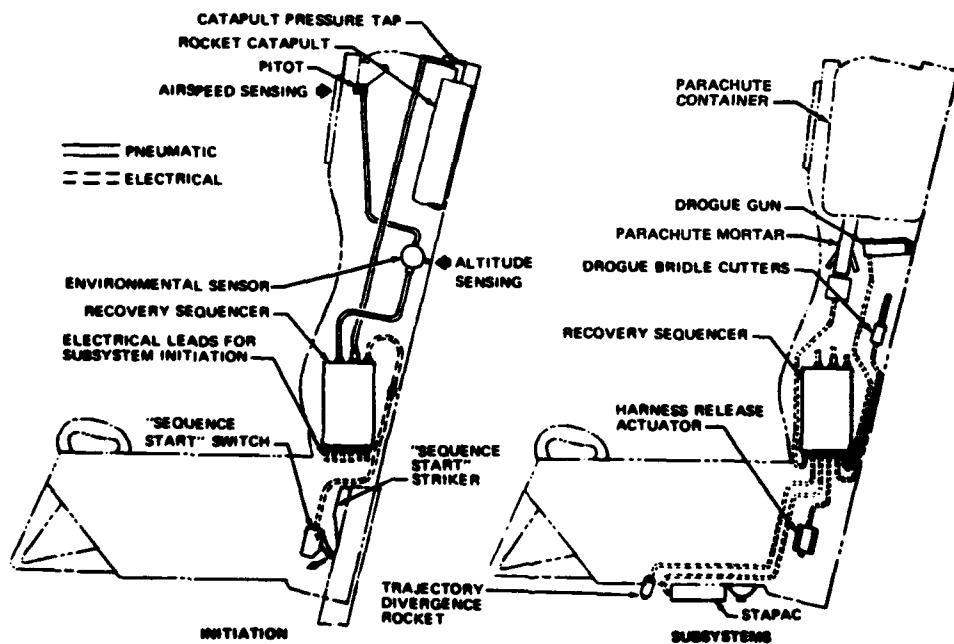 CATAPULT PRESSURE TAP
ROCKET CATAPULT
PITOT
AIRSPEED SENSING
PNEUMATIC
ELECTRICAL
ENVIRONMENTAL SENSOR
ALTITUDE
SENSING
RECOVERY SEQUENCER
ELECTRICAL LEADS FOR
SUBSYSTEM INITIATION
"SEQUENCE
START" SWITCH
"SEQUENCE
START"
STRIKER
INITIATION
PARACHUTE
CONTAINER
DROGUE GUN
PARACHUTE MORTAR
DROGUE BRIDLE CUTTERS
RECOVERY SEQUENCER
HARNESS RELEASE
ACTUATOR
TRAJECTORY
DIVERGENCE
ROCKET
STAPAC
SUBSYSTEMS